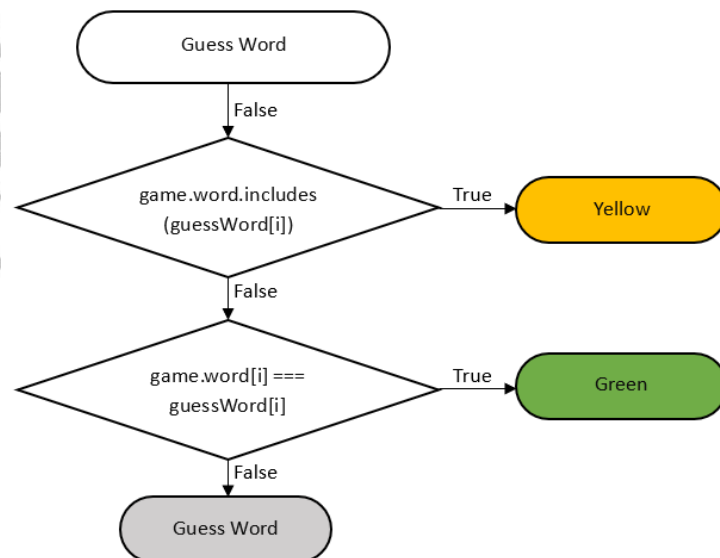 Guess Word
False
game.word.includes
(guessWord[i])
True
Yellow
False
game.word[i] ===
guessWord[i]
True
Green
False
Guess Word